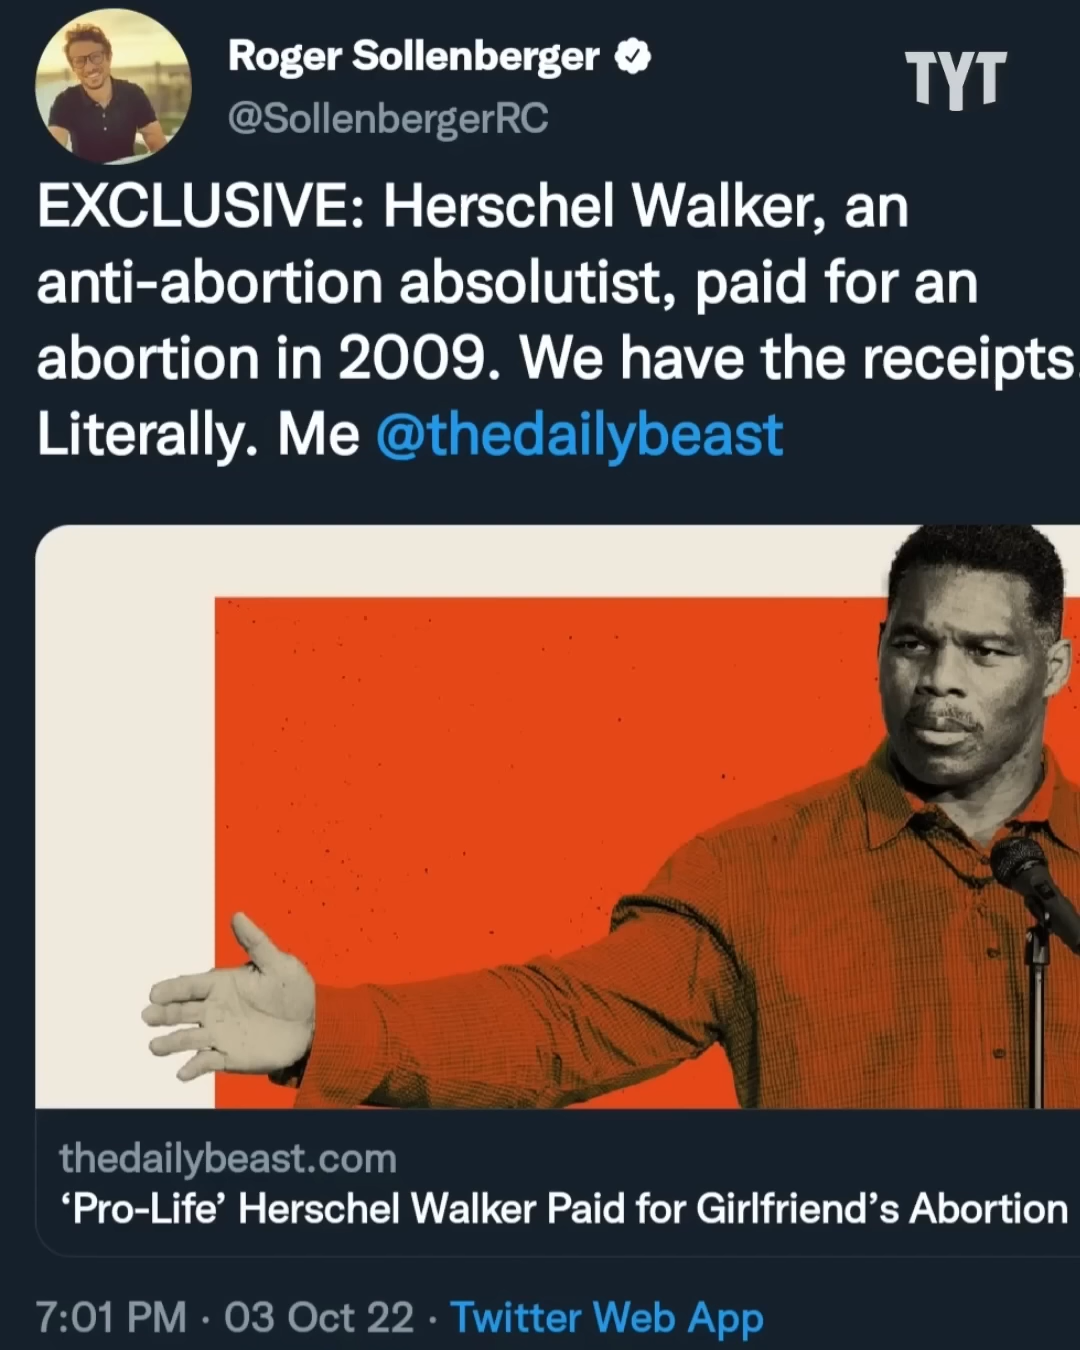 Roger Sollenberger
@SollenbergerRC
TYT
EXCLUSIVE: Herschel Walker, an
anti-abortion absolutist, paid for an
abortion in 2009. We have the receipts.
Literally. Me @thedailybeast
thedailybeast.com
‘Pro-Life’ Herschel Walker Paid for Girlfriend’s Abortion
7:01 PM · 03 Oct 22 · Twitter Web App